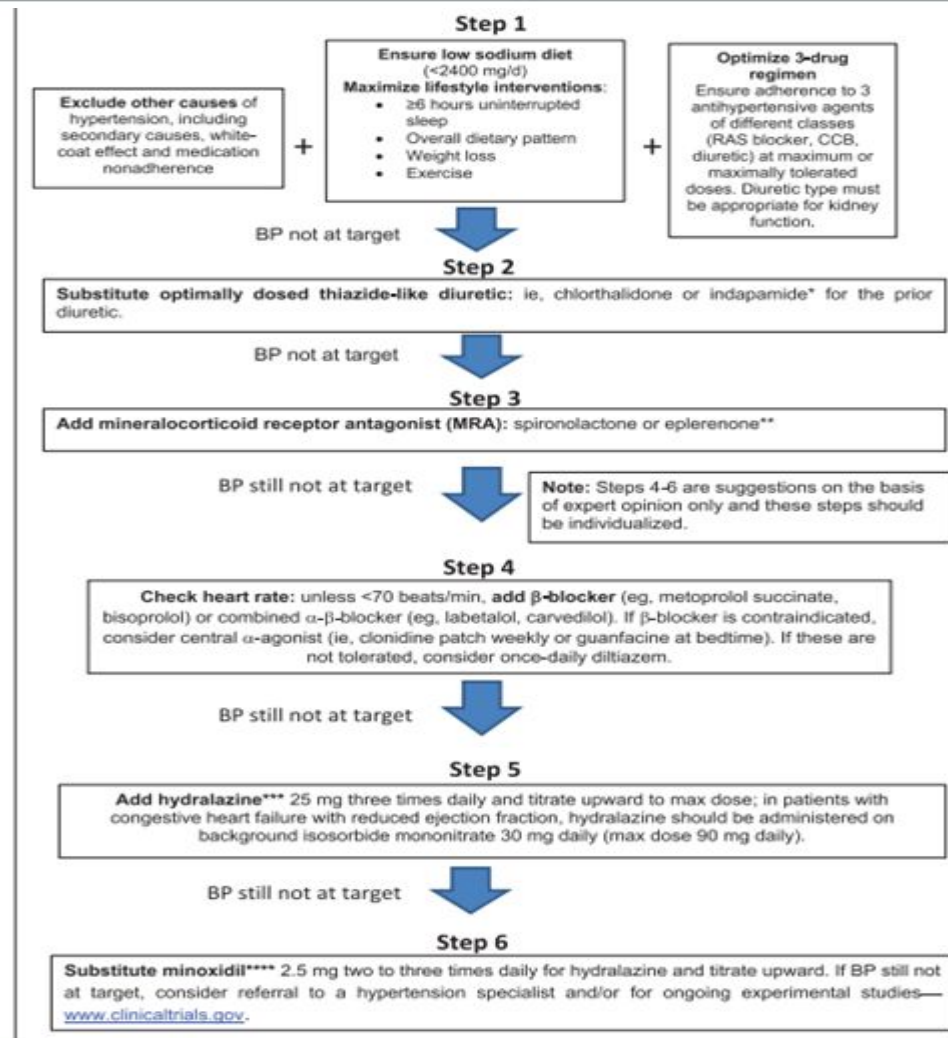 Step 1
Exclude other causes of
hypertension, including
secondary causes, white-
coat effect and medication
nonadherence
+
Ensure low sodium diet
(<2400 mg/d)
Maximize lifestyle interventions:
• ≥6 hours uninterrupted
sleep
• Overall dietary pattern
• Weight loss
• Exercise
+
Optimize 3-drug
regimen
Ensure adherence to 3
antihypertensive agents
of different classes
(RAS blocker, CCB,
diuretic) at maximum or
maximally tolerated
doses. Diuretic type must
be appropriate for kidney
function.
BP not at target
Step 2
Substitute optimally dosed thiazide-like diuretic: ie, chlorthalidone or indapamide* for the prior
diuretic.
BP not at target
Step 3
Add mineralocorticoid receptor antagonist (MRA): spironolactone or eplerenone**
BP still not at target
Note: Steps 4-6 are suggestions on the basis
of expert opinion only and these steps should
be individualized.
Step 4
Check heart rate: unless <70 beats/min, add β-blocker (eg, metoprolol succinate,
bisoprolol) or combined α-β-blocker (eg, labetalol, carvedilol). If β-blocker is contraindicated,
consider central α-agonist (ie, clonidine patch weekly or guanfacine at bedtime). If these are
not tolerated, consider once-daily diltiazem.
BP still not at target
Step 5
Add hydralazine*** 25 mg three times daily and titrate upward to max dose; in patients with
congestive heart failure with reduced ejection fraction, hydralazine should be administered on
background isosorbide mononitrate 30 mg daily (max dose 90 mg daily).
BP still not at target
Step 6
Substitute minoxidil**** 2.5 mg two to three times daily for hydralazine and titrate upward. If BP still not
at target, consider referral to a hypertension specialist and/or for ongoing experimental studies—
www.clinicaltrials.gov.